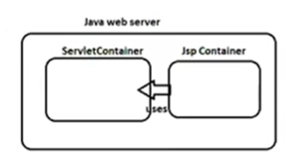 Java web server
ServletContainer
Jsp Container
uses